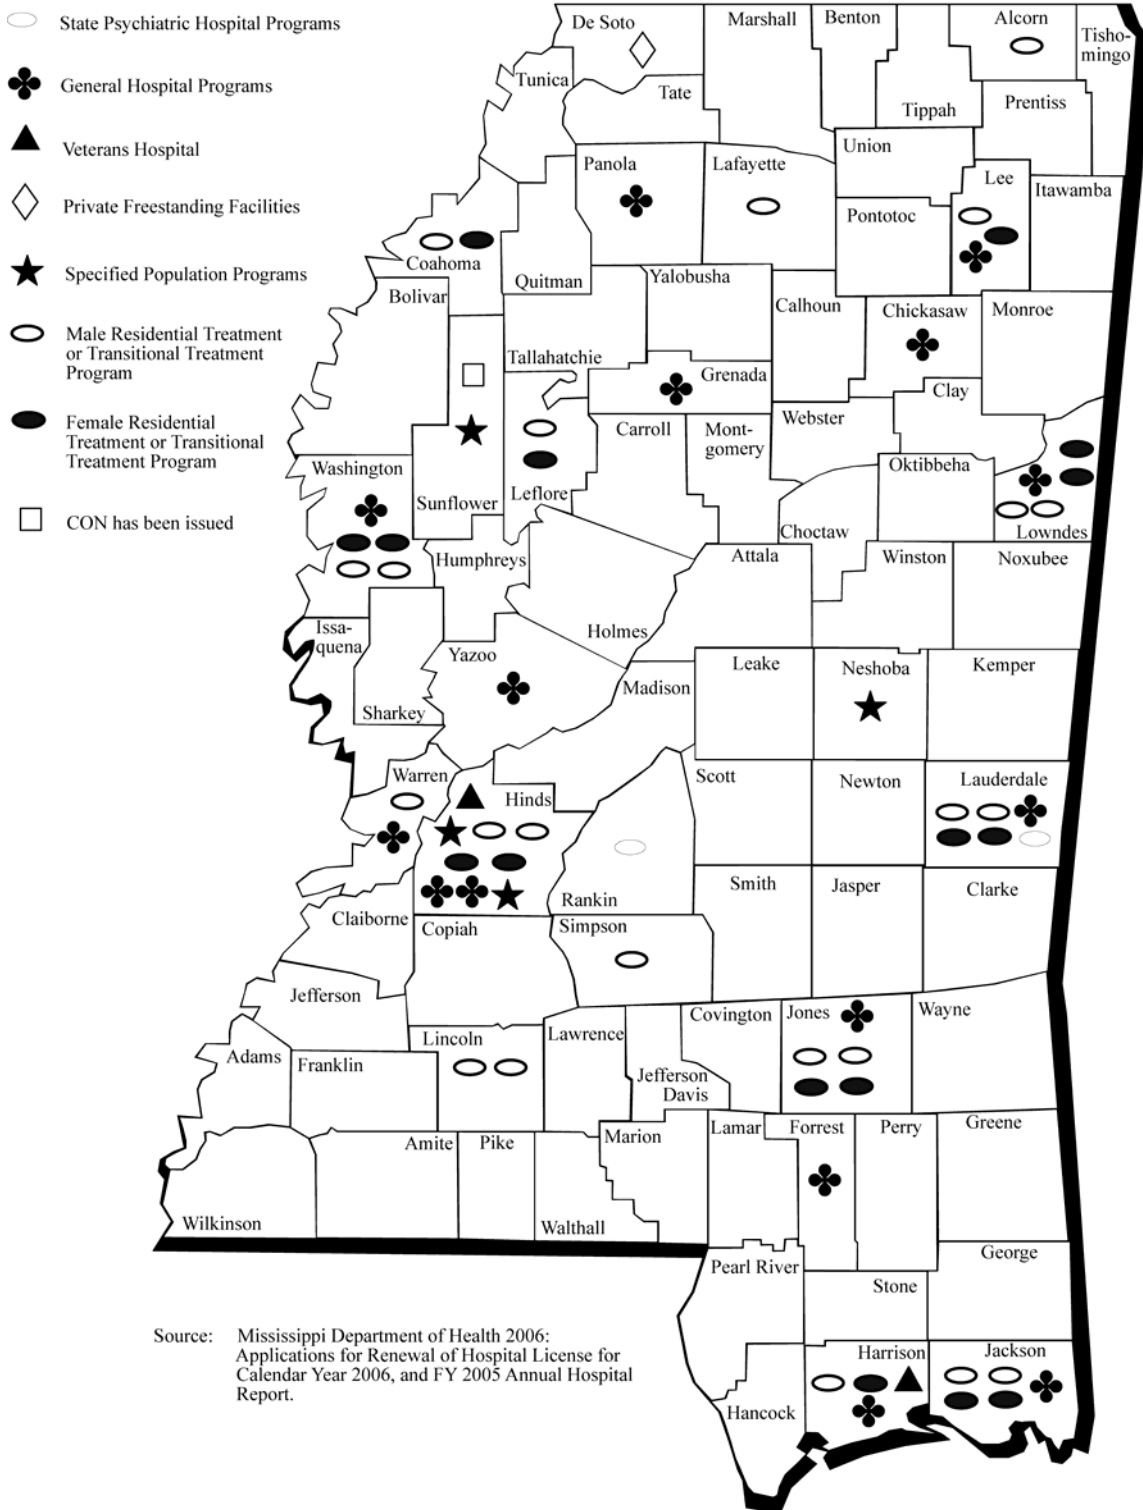 State Psychiatric Hospital Programs
General Hospital Programs
Veterans Hospital
Private Freestanding Facilities
Specified Population Programs
Male Residential Treatment
or Transitional Treatment
Program
Female Residential
Treatment or Transitional
Treatment Program
CON has been issued
De Soto
Marshall
Benton
Alcorn
Tisho-
mingo
Tunica
Tate
Tippah
Prentiss
Union
Panola
Lafayette
Lee
Itawamba
Pontotoc
Coahoma
Quitman
Yalobusha
Bolivar
Calhoun
Chickasaw
Monroe
Tallahatchie
Grenada
Clay
Webster
Carroll
Mont-
gomery
Washington
Oktibbeha
Sunflower
Leflore
Choctaw
Lowndes
Humphreys
Attala
Winston
Noxubee
Holmes
Issa-
quena
Yazoo
Leake
Neshoba
Kemper
Madison
Sharkey
Warren
Hinds
Scott
Newton
Lauderdale
Rankin
Smith
Jasper
Clarke
Claiborne
Copiah
Simpson
Jefferson
Covington
Jones
Wayne
Lincoln
Lawrence
Adams
Franklin
Jefferson
Davis
Amite
Pike
Marion
Lamar
Forrest
Perry
Greene
Wilkinson
Walthall
Pearl River
George
Stone
Harrison
Jackson
Hancock
Source: Mississippi Department of Health 2006:
Applications for Renewal of Hospital License for
Calendar Year 2006, and FY 2005 Annual Hospital
Report.